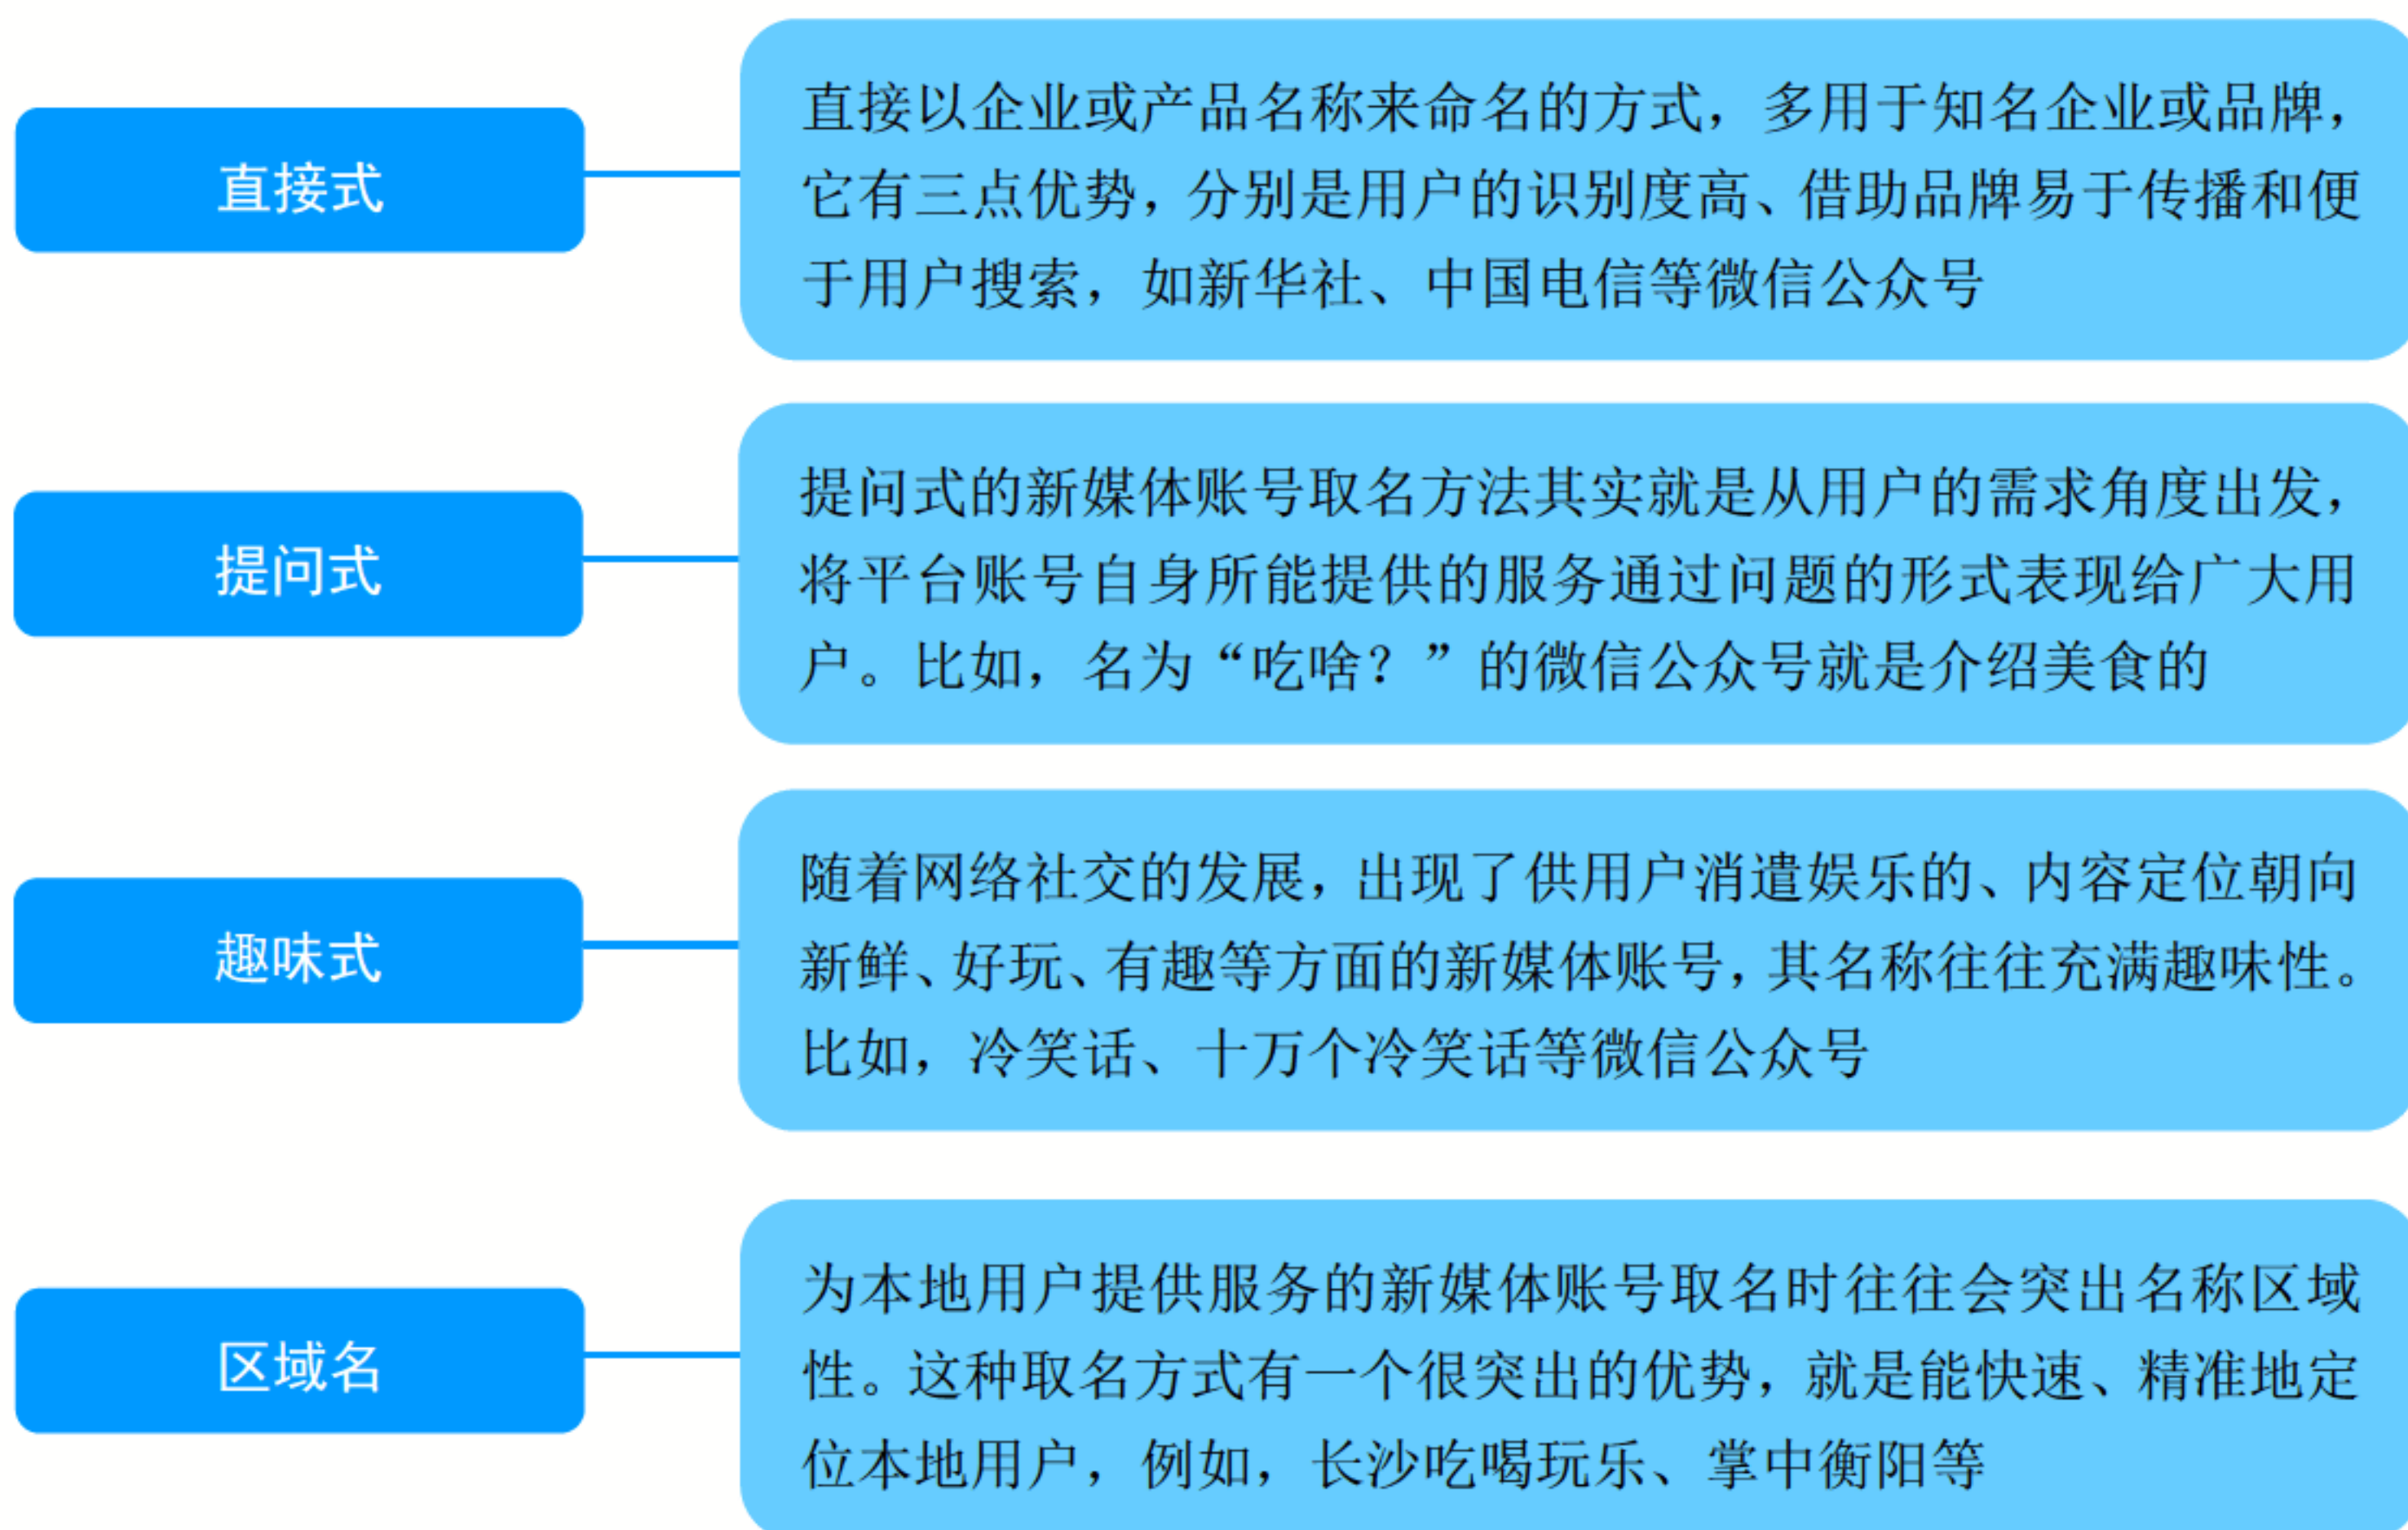 直接式
直接以企业或产品名称来命名的方式，多用于知名企业或品牌，
它有三点优势，分别是用户的识别度高、借助品牌易于传播和便
于用户搜索，如新华社、中国电信等微信公众号
提问式
提问式的新媒体账号取名方法其实就是从用户的需求角度出发，
将平台账号自身所能提供的服务通过问题的形式表现给广大用
户。比如，名为“吃啥？”的微信公众号就是介绍美食的
趣味式
随着网络社交的发展，出现了供用户消遣娱乐的、内容定位朝向
新鲜、好玩、有趣等方面的新媒体账号，其名称往往充满趣味性。
比如，冷笑话、十万个冷笑话等微信公众号
区域名
为本地用户提供服务的新媒体账号取名时往往会突出名称区域
性。这种取名方式有一个很突出的优势，就是能快速、精准地定
位本地用户，例如，长沙吃喝玩乐、掌中衡阳等